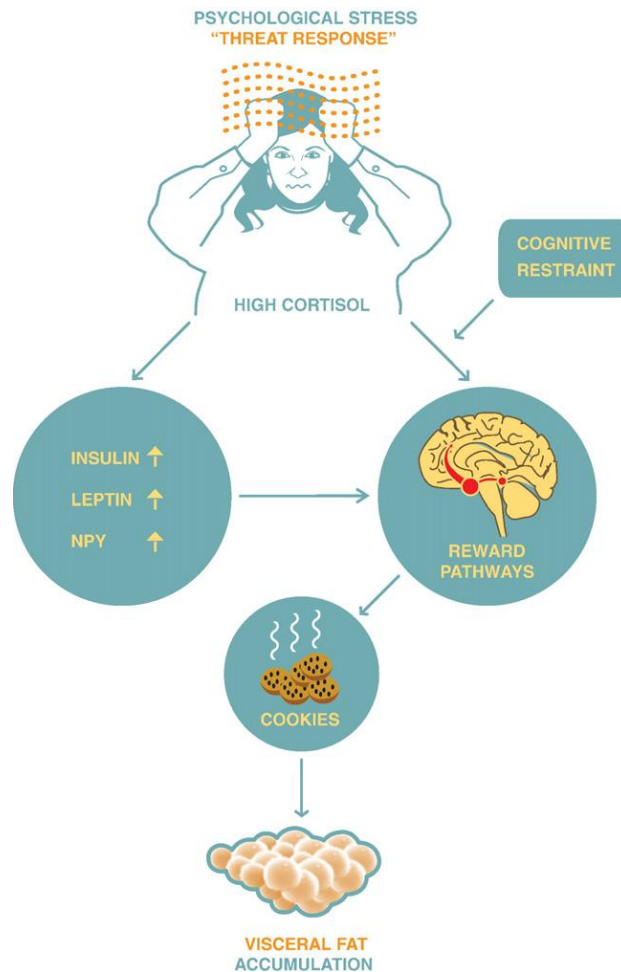 PSYCHOLOGICAL STRESS
“THREAT RESPONSE”
COGNITIVE
RESTRAINT
HIGH CORTISOL
INSULIN
LEPTIN
NPY
REWARD
PATHWAYS
COOKIES
VISCERAL FAT
ACCUMULATION